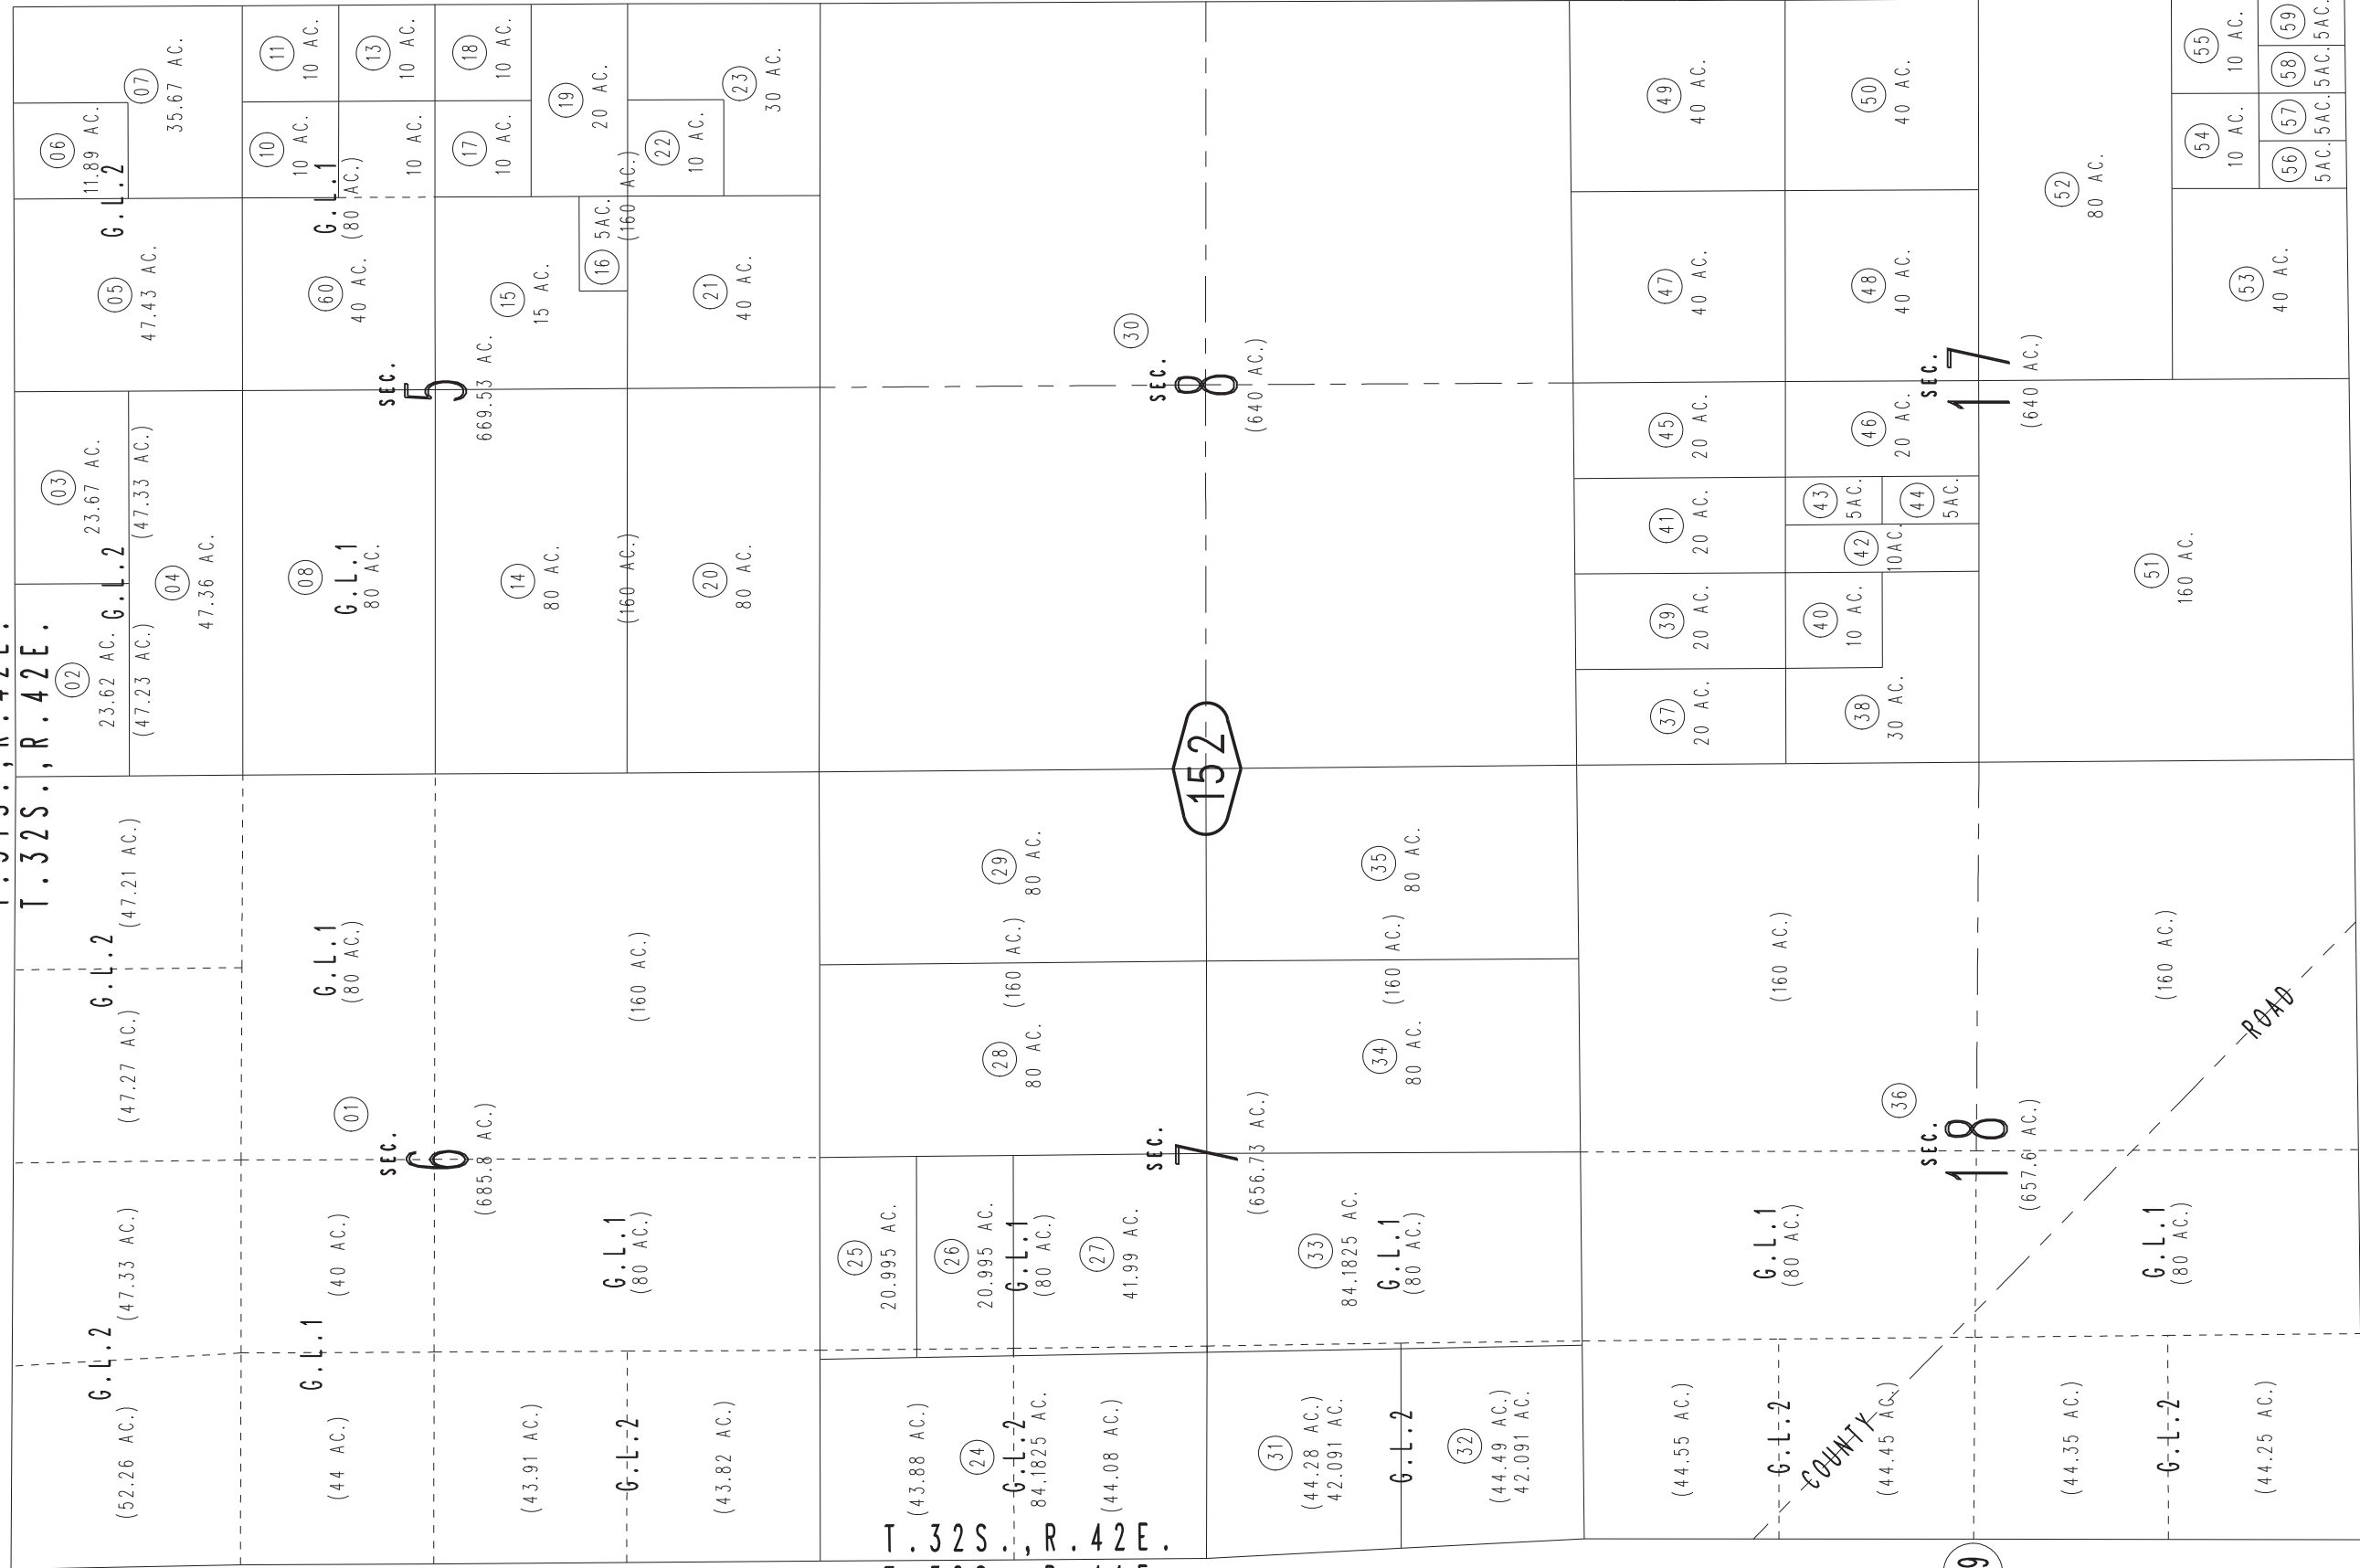 T.32S.,R.42E.
06
11.89 AC.
G.L.2
07
35.67 AC.
05
47.43 AC.
03
23.67 AC.
(47.33 AC.)
G.L.2
02
23.62 AC.
(47.23 AC.)
04
47.36 AC.
11
10 AC.
13
10 AC.
10
10 AC.
G.L.1
(80 AC.)
10 AC.
60
40 AC.
08
G.L.1
80 AC.
18
10 AC.
17
10 AC.
19
20 AC.
(160 AC.)
16
5AC.
15
15 AC.
SEC.
5
669.53 AC.
14
80 AC.
(160 AC.)
23
30 AC.
22
10 AC.
21
40 AC.
20
80 AC.
30
SEC.
8
(640 AC.)
152
49
40 AC.
50
40 AC.
47
40 AC.
48
40 AC.
52
80 AC.
55
10 AC.
54
10 AC.
59
5AC.
58
5AC.
57
5AC.
56
5AC.
53
40 AC.
SEC.
17
(640 AC.)
45
20 AC.
46
20 AC.
41
20 AC.
43
5AC.
44
5AC.
42
10AC.
39
20 AC.
40
10 AC.
37
20 AC.
38
30 AC.
51
160 AC.
(47.21 AC.)
G.L.2
(47.27 AC.)
G.L.1
(80 AC.)
(160 AC.)
01
SEC.
6
(685.8 AC.)
(47.33 AC.)
G.L.2
(52.26 AC.)
(40 AC.)
G.L.1
(44 AC.)
G.L.1
(80 AC.)
(43.91 AC.)
G.L.2
(43.82 AC.)
29
80 AC.
(160 AC.)
28
80 AC.
35
80 AC.
(160 AC.)
34
80 AC.
SEC.
7
(656.73 AC.)
25
20.995 AC.
26
20.995 AC.
G.L.1
(80 AC.)
27
41.99 AC.
33
84.1825 AC.
G.L.1
(80 AC.)
(43.88 AC.)
24
G.L.2
84.1825 AC.
(44.08 AC.)
31
(44.28 AC.)
42.091 AC.
G.L.2
32
(44.49 AC.)
42.091 AC.
(160 AC.)
(160 AC.)
ROAD
36
SEC.
18
(657.6 AC.)
G.L.1
(80 AC.)
G.L.1
(80 AC.)
(44.55 AC.)
G.L.2
COUNTY
(44.45 AC.)
(44.35 AC.)
G.L.2
(44.25 AC.)
T.32S.,R.42E.